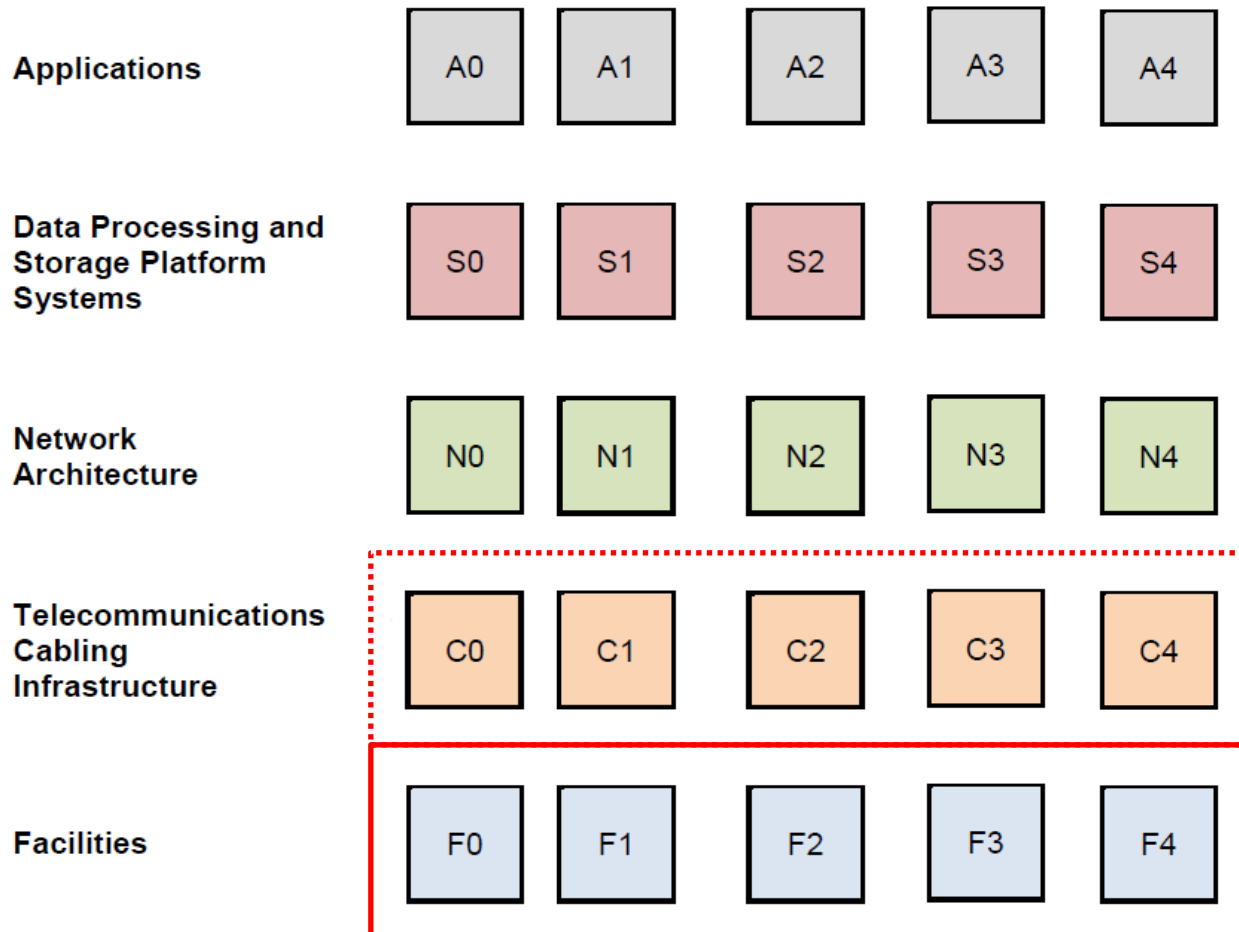 Applications
A0 A1 A2 A3 A4
Data Processing and
Storage Platform
Systems
S0 S1 S2 S3 S4
Network
Architecture
N0 N1 N2 N3 N4
Telecommunications
Cabling
Infrastructure
C0 C1 C2 C3 C4
Facilities
F0 F1 F2 F3 F4